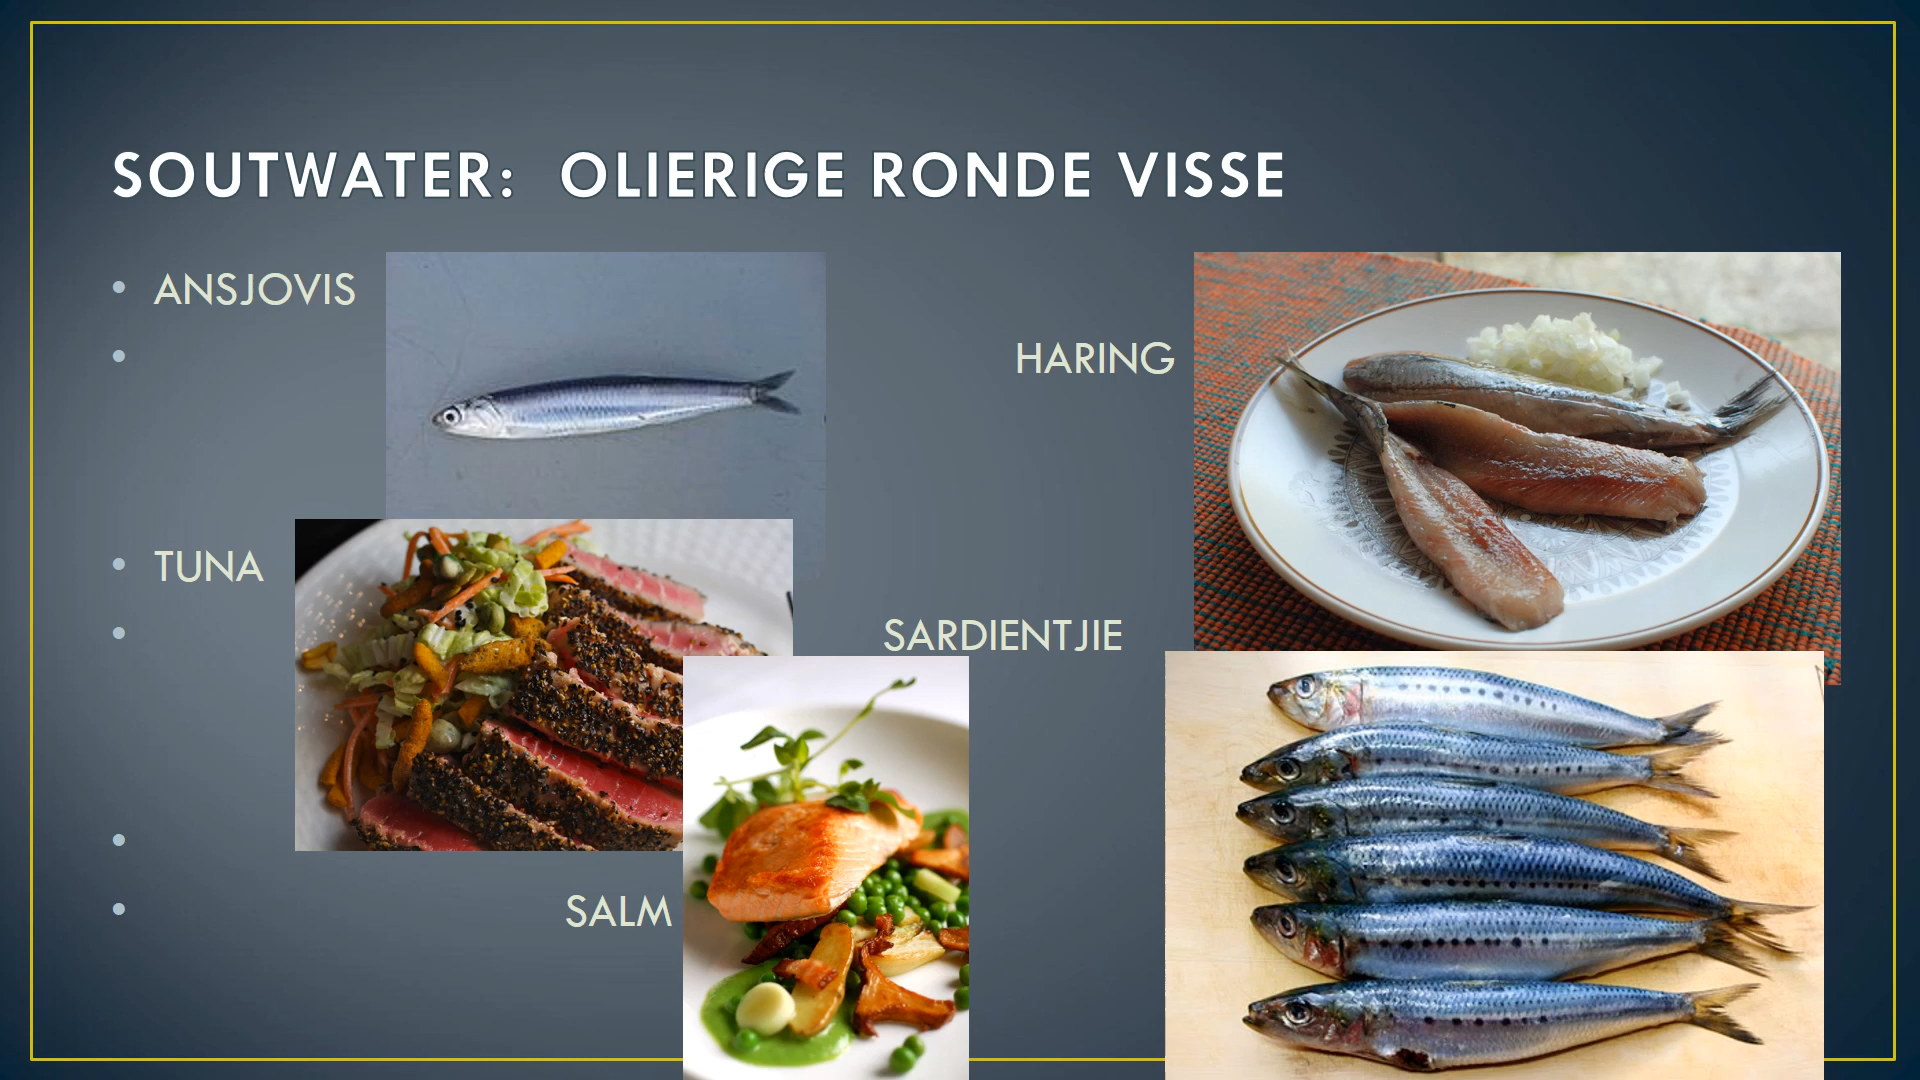 SOUTWATER: OLIERIGE RONDE VISSE
• ANSJOVIS
• HARING
• TUNA
• SARDIENTJIE
•
• SALM